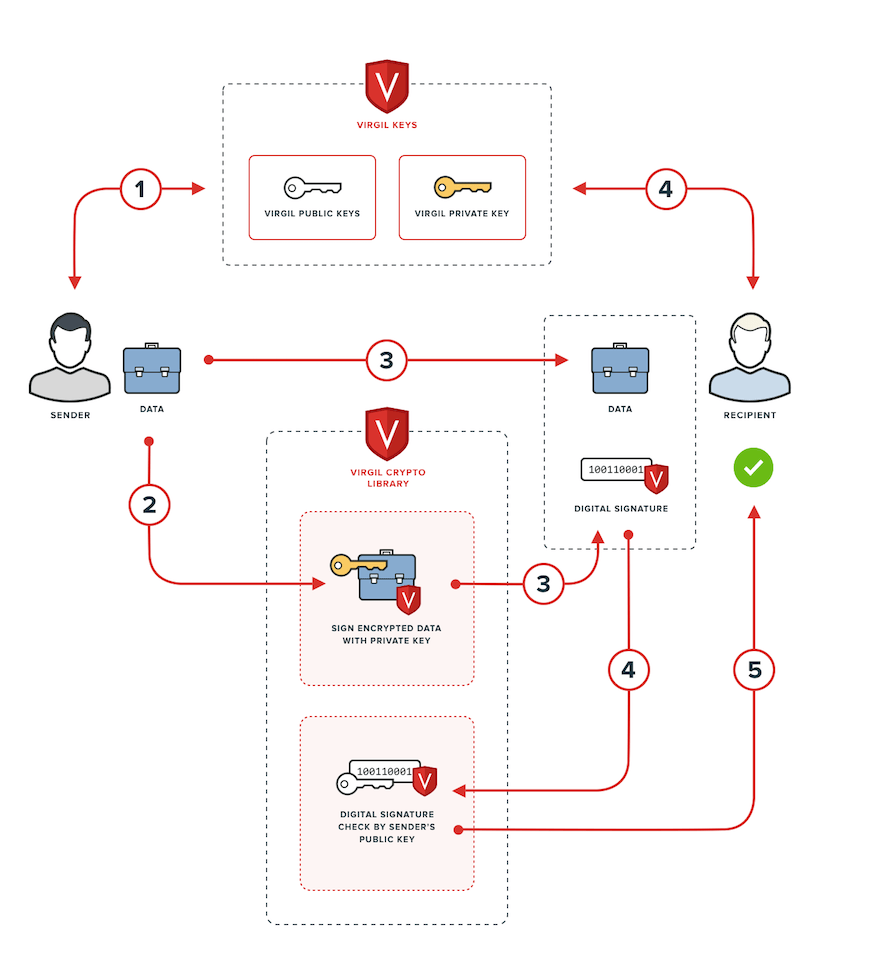 V
VIRGIL KEYS
1
4
VIRGIL PUBLIC KEYS
VIRGIL PRIVATE KEY
3
SENDER
DATA
DATA
RECIPIENT
V
VIRGIL CRYPTO
LIBRARY
100110001
V
DIGITAL SIGNATURE
2
V
3
SIGN ENCRYPTED DATA
WITH PRIVATE KEY
4
5
100110001
V
DIGITAL SIGNATURE
CHECK BY SENDER'S
PUBLIC KEY